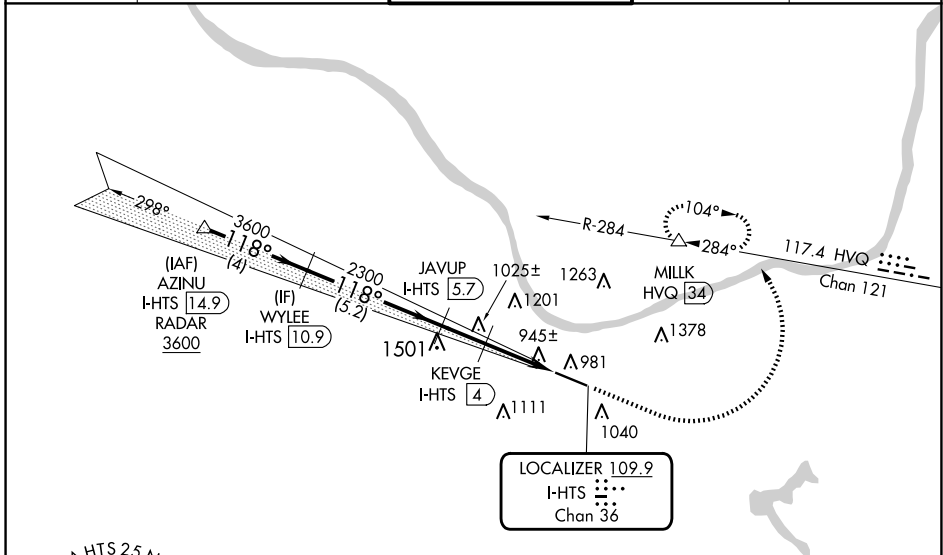 298°
3600
118°
(4)
(IAF)
AZINU
I-HTS 14.9
RADAR
3600
(IF)
WYLEE
I-HTS 10.9
2300
118°
(5.2)
JAVUP
I-HTS 5.7
1025±
1201
1263
1501
945±
981
KEVGE
I-HTS 4
1111
1040
R-284
104°
284°
MILLK
HVQ 34
1378
117.4 HVQ
Chan 121
LOCALIZER 109.9
I-HTS
Chan 36
HTS 25